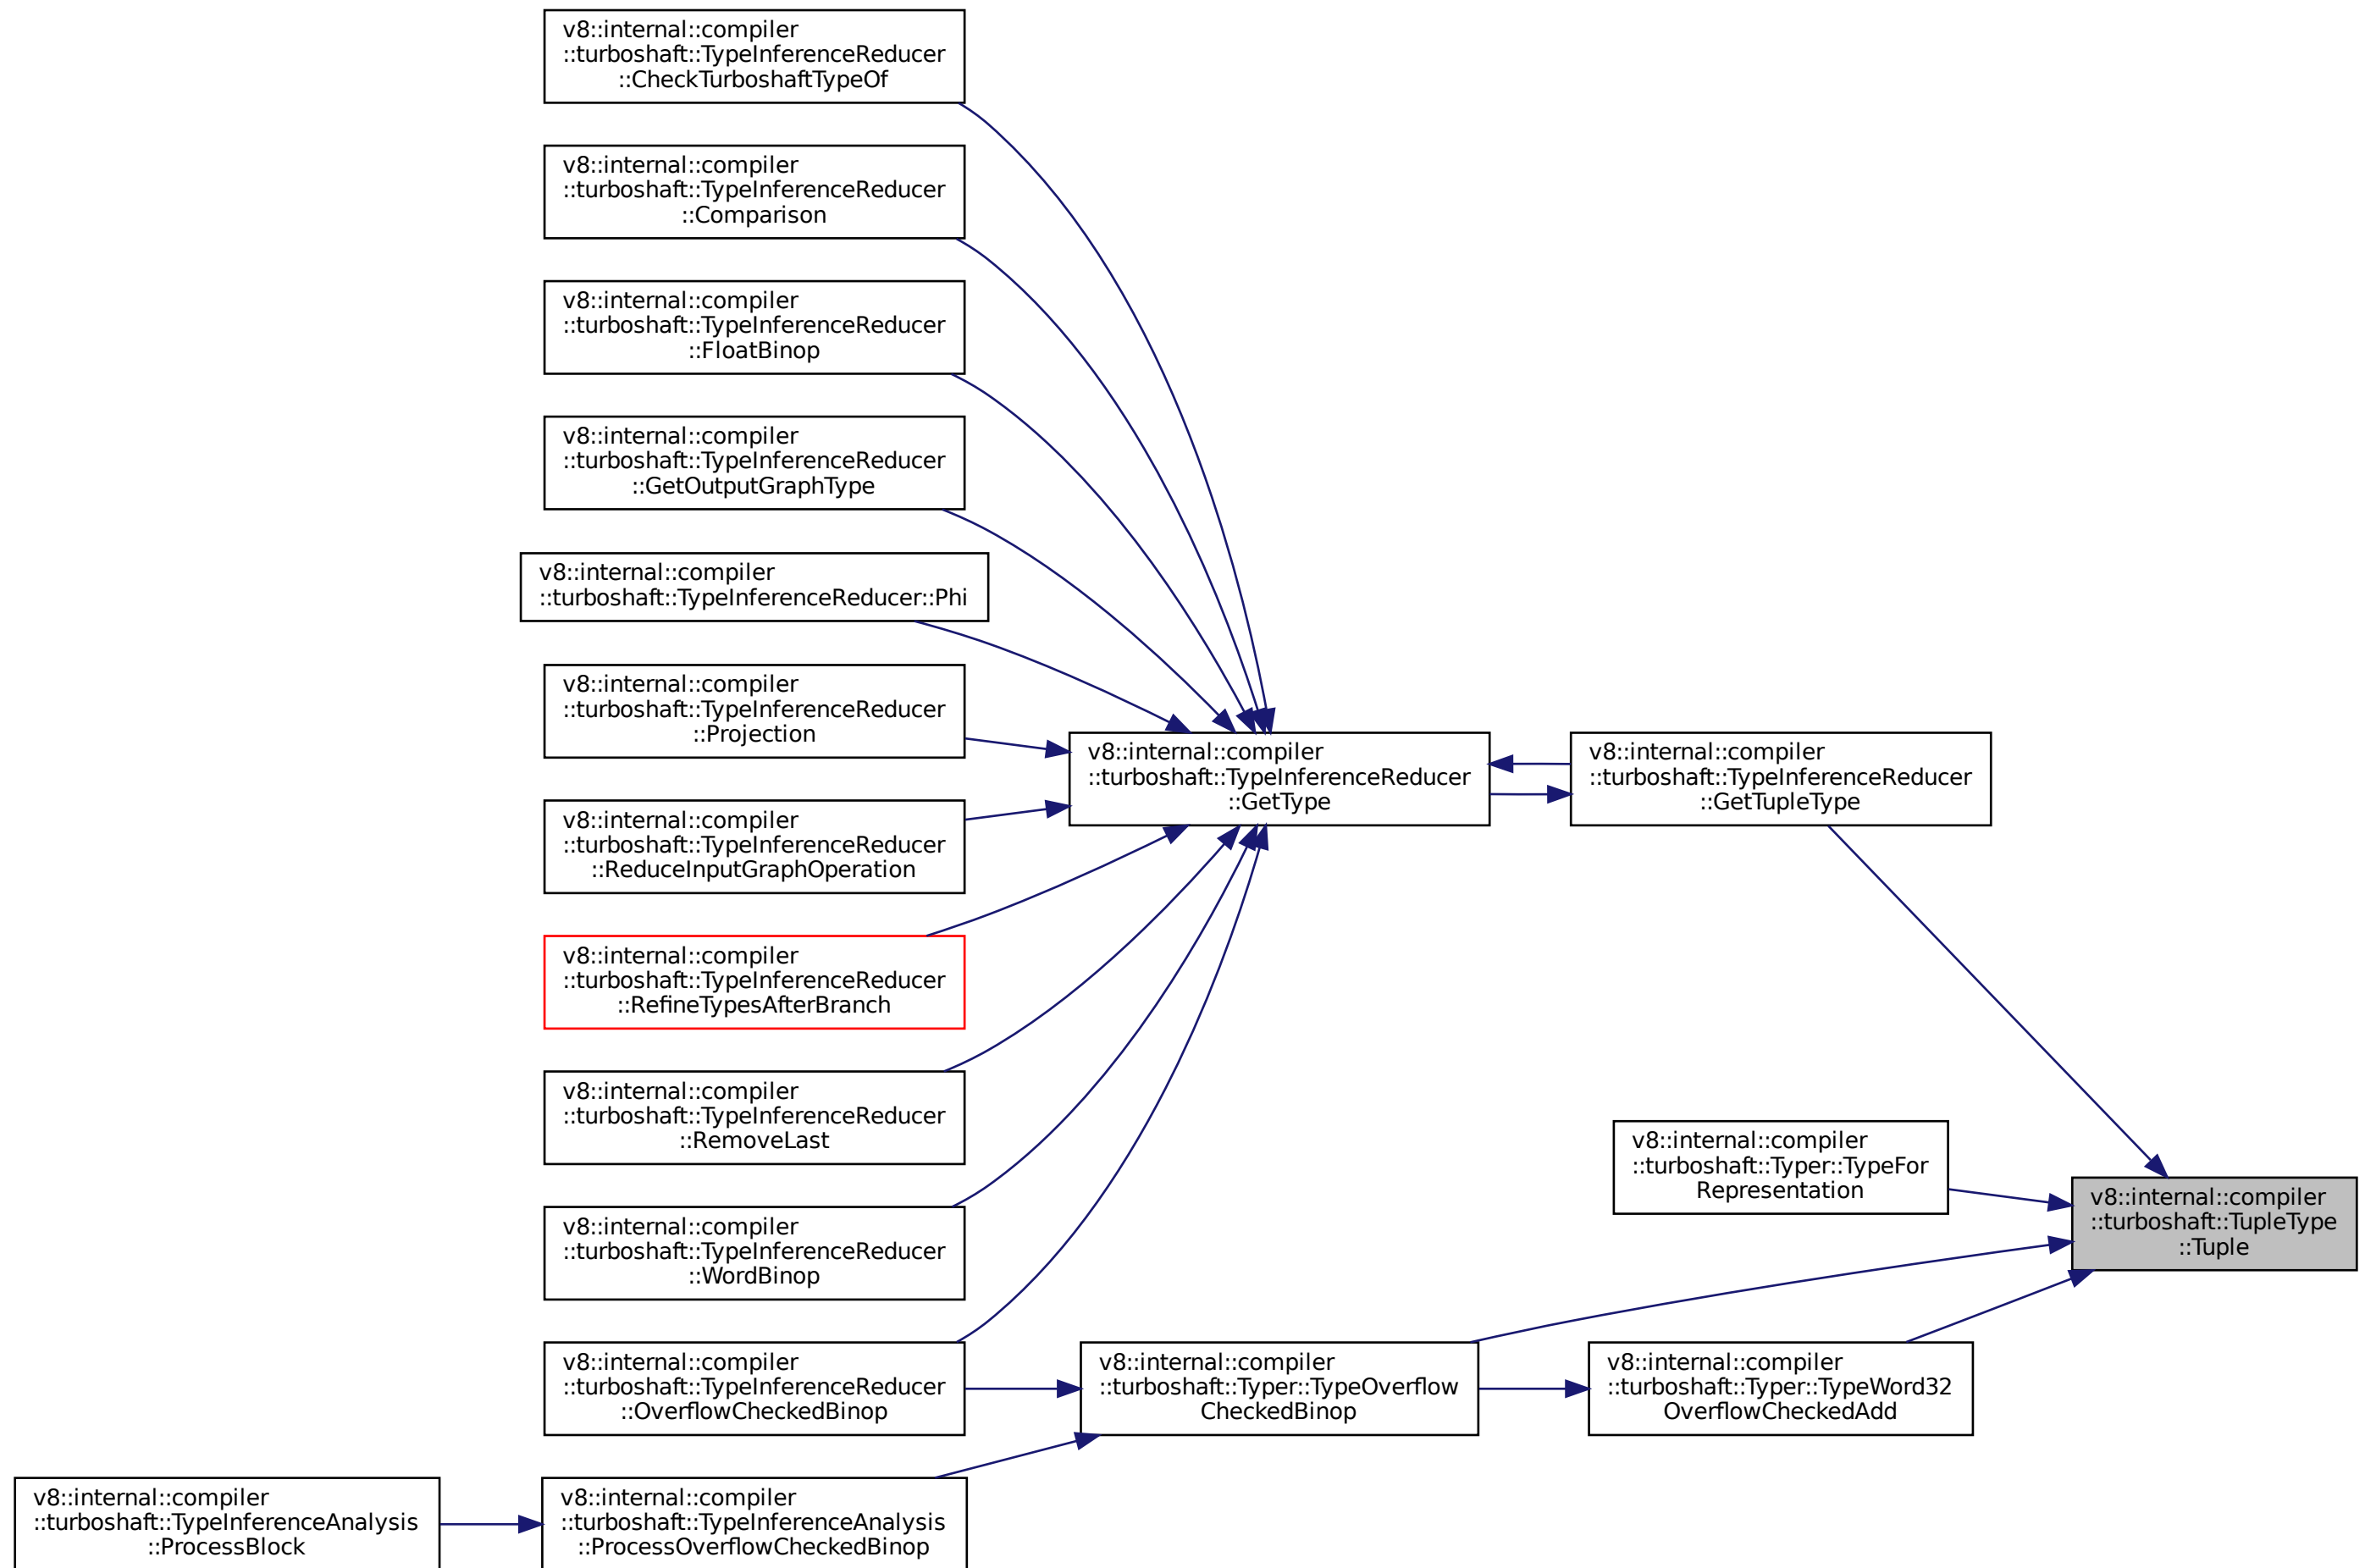 v8::internal::compiler
::turboshaft::TypeInferenceReducer
::CheckTurboshaftTypeOf
v8::internal::compiler
::turboshaft::TypeInferenceReducer
::Comparison
v8::internal::compiler
::turboshaft::TypeInferenceReducer
::FloatBinop
v8::internal::compiler
::turboshaft::TypeInferenceReducer
::GetOutputGraphType
v8::internal::compiler
::turboshaft::TypeInferenceReducer::Phi
v8::internal::compiler
::turboshaft::TypeInferenceReducer
::Projection
v8::internal::compiler
::turboshaft::TypeInferenceReducer
::ReduceInputGraphOperation
v8::internal::compiler
::turboshaft::TypeInferenceReducer
::RefineTypesAfterBranch
v8::internal::compiler
::turboshaft::TypeInferenceReducer
::RemoveLast
v8::internal::compiler
::turboshaft::TypeInferenceReducer
::WordBinop
v8::internal::compiler
::turboshaft::TypeInferenceReducer
::OverflowCheckedBinop
v8::internal::compiler
::turboshaft::TypeInferenceAnalysis
::ProcessBlock
v8::internal::compiler
::turboshaft::TypeInferenceAnalysis
::ProcessOverflowCheckedBinop
v8::internal::compiler
::turboshaft::TypeInferenceReducer
::GetType
v8::internal::compiler
::turboshaft::Typer::TypeOverflow
CheckedBinop
v8::internal::compiler
::turboshaft::TypeInferenceReducer
::GetTupleType
v8::internal::compiler
::turboshaft::Typer::TypeFor
Representation
v8::internal::compiler
::turboshaft::Typer::TypeWord32
OverflowCheckedAdd
v8::internal::compiler
::turboshaft::TupleType
::Tuple